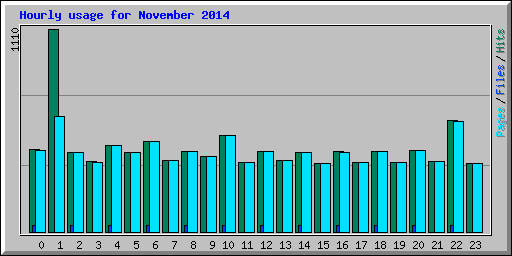 Hourly usage for November 2014
1110
Pages/Files/Hits
0 1 2 3 4 5 6 7 8 9 10 11 12 13 14 15 16 17 18 19 20 21 22 23